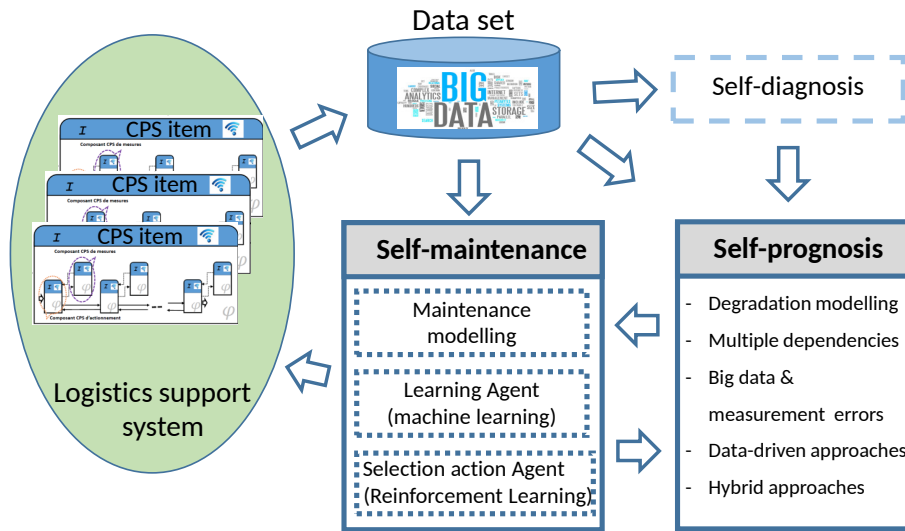 Data set
BIG
DATA
ANALYTICS
STORAGE
Self-diagnosis
I CPS item
Composant CPS de mesures
I CPS item
Composant CPS de mesures
I CPS item
Composant CPS de mesures
φ φ φ φ φ
Composant CPS d'actionnement
Logistics support
system
Self-maintenance
Maintenance
modelling
Learning Agent
(machine learning)
Selection action Agent
(Reinforcement Learning)
Self-prognosis
- Degradation modelling
- Multiple dependencies
- Big data &
measurement errors
- Data-driven approaches
- Hybrid approaches